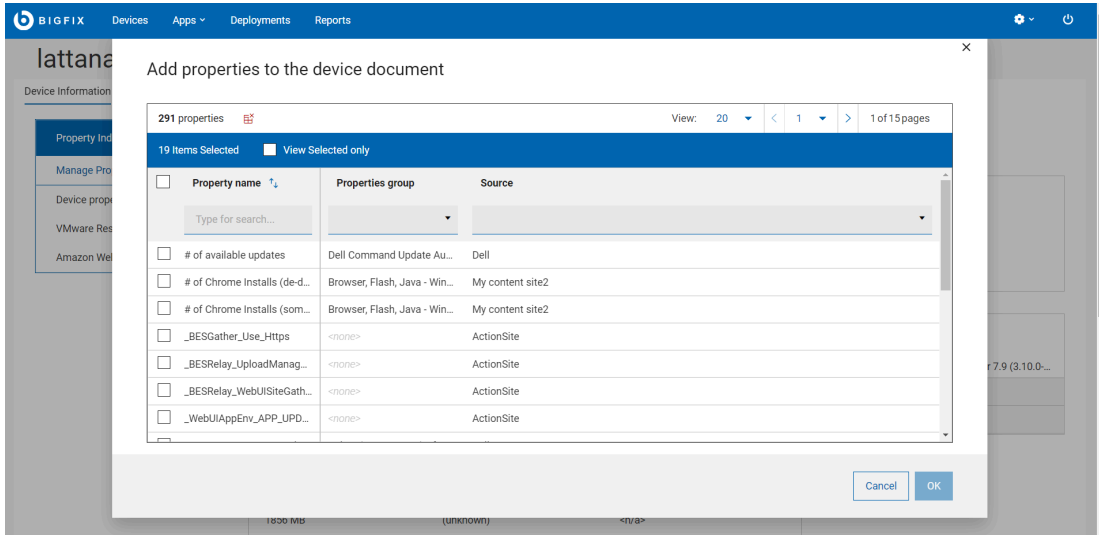 BIGFIX Devices Apps Deployments Reports
lattana
Add properties to the device document
Device Information
291 properties View: 20 1 1 of 15 pages
Property Ind
19 Items Selected View Selected only
Manage Pro
Property name Properties group Source
Device prope
Type for search...
VMware Res
Amazon We
# of available updates Dell Command Update Au... Dell
# of Chrome Installs (de-d... Browser, Flash, Java - Win... My content site2
# of Chrome Installs (som... Browser, Flash, Java - Win... My content site2
_BESGather_Use_Https <none> ActionSite
_BESRelay_UploadManag... <none> ActionSite
r 7.9 (3.10.0-...
_BESRelay_WebUISiteGath... <none> ActionSite
_WebUIAppEnv_APP_UPD... <none> ActionSite
Cancel OK
1856 MB (unknown) <n/a>